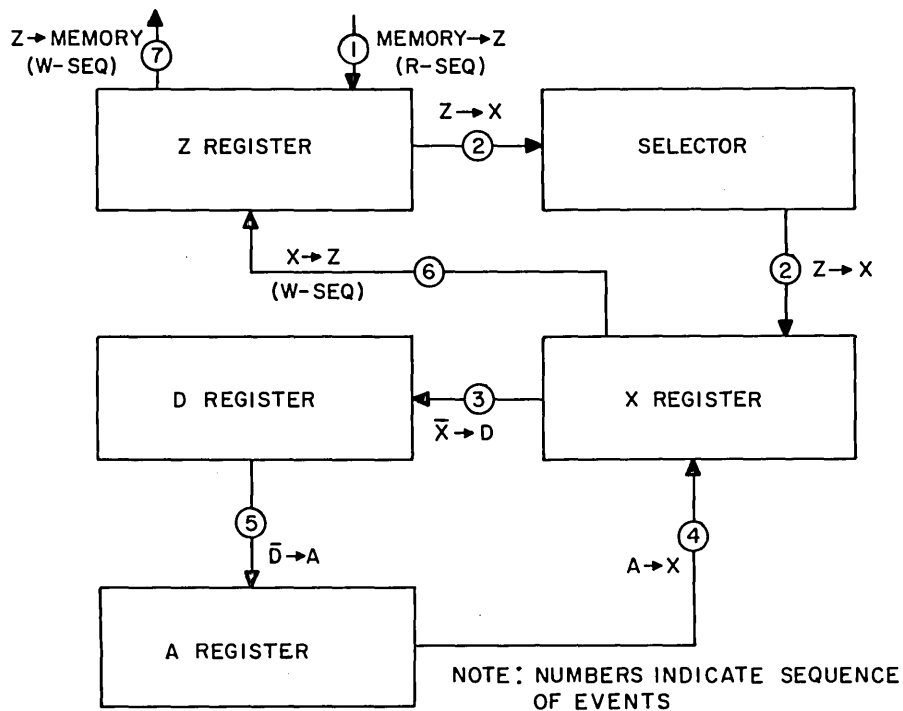 Z→MEMORY
(W-SEQ)
7
1
MEMORY→Z
(R-SEQ)
Z REGISTER
Z→X
2
SELECTOR
2
Z→X
X→Z
(W-SEQ)
6
D REGISTER
3
X̅→D
X REGISTER
5
D̅→A
4
A→X
A REGISTER
NOTE: NUMBERS INDICATE SEQUENCE
OF EVENTS